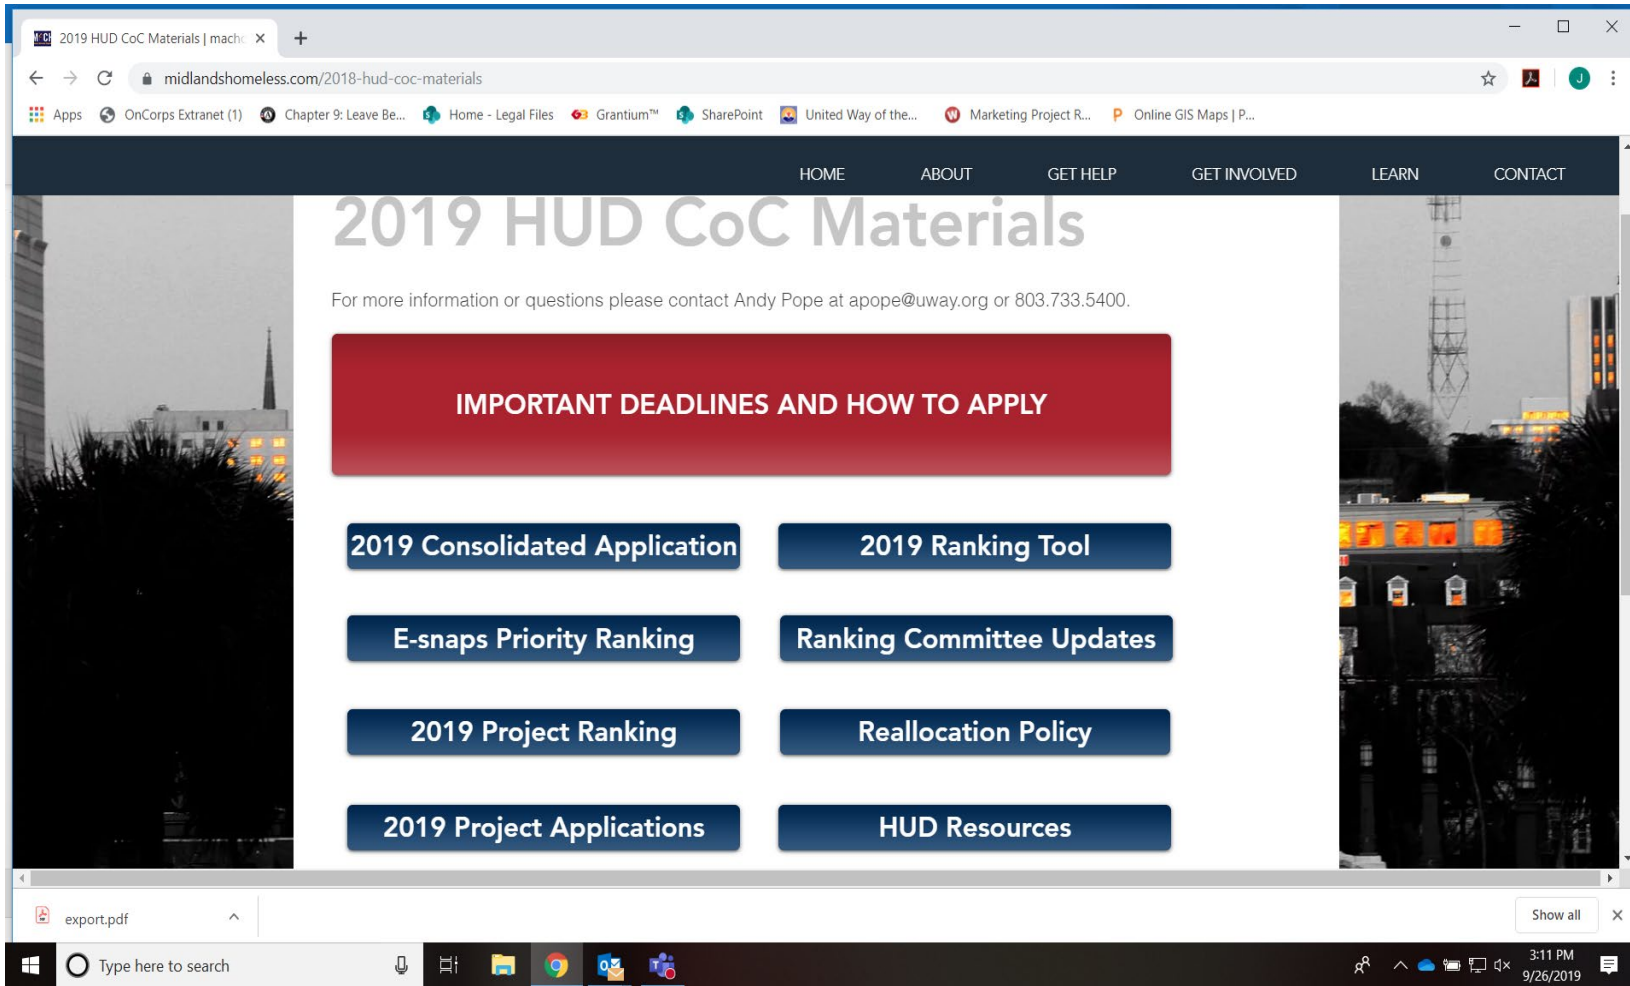 2019 HUD CoC Materials | macho
midlandshomeless.com/2018-hud-coc-materials
J
Apps OnCorps Extranet (1) Chapter 9: Leave Be... Home - Legal Files Grantium™ SharePoint United Way of the... Marketing Project R... Online GIS Maps | P...
HOME ABOUT GET HELP GET INVOLVED LEARN CONTACT
2019 HUD CoC Materials
For more information or questions please contact Andy Pope at apope@uway.org or 803.733.5400.
IMPORTANT DEADLINES AND HOW TO APPLY
2019 Consolidated Application 2019 Ranking Tool
E-snaps Priority Ranking Ranking Committee Updates
2019 Project Ranking Reallocation Policy
2019 Project Applications HUD Resources
export.pdf Show all
Type here to search 3:11 PM
9/26/2019